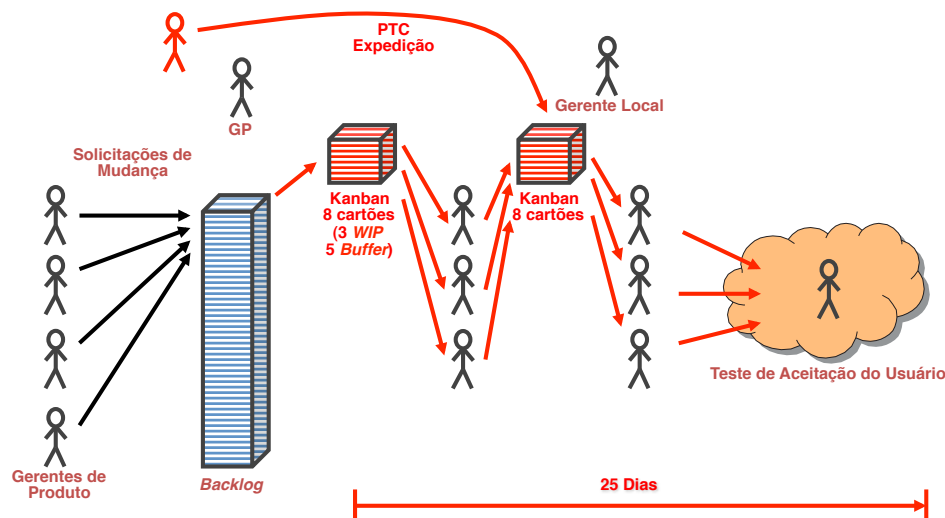 PTC
Expedição
GP
Gerente Local
Solicitações de
Mudança
Kanban
8 cartões
(3 WIP
5 Buffer)
Kanban
8 cartões
Teste de Aceitação do Usuário
Gerentes de
Produto
Backlog
25 Dias